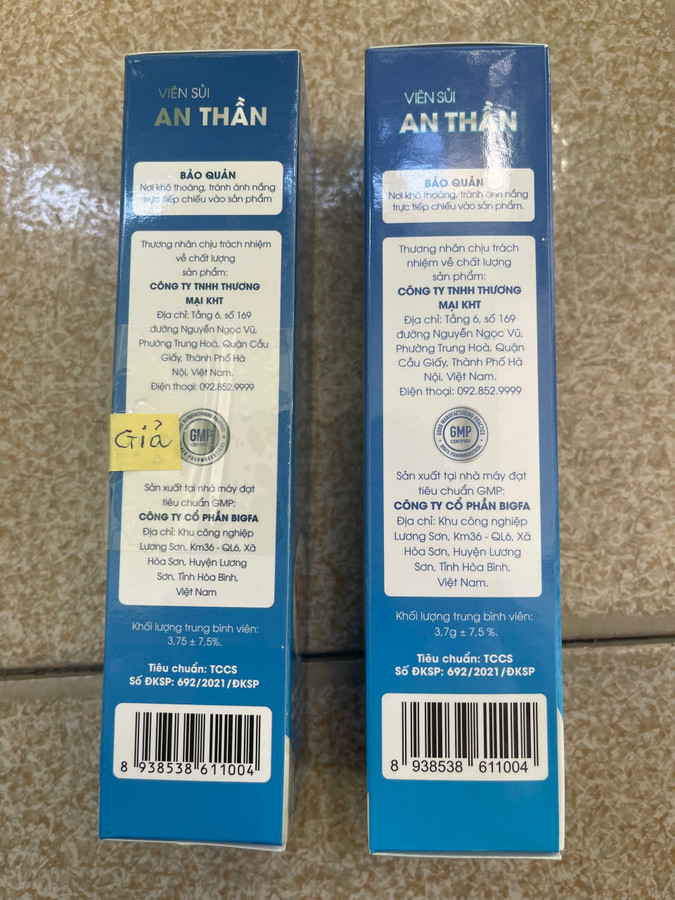 VIÊN SỦI
AN THẦN
BẢO QUẢN
Nơi khô thoáng, tránh ánh nắng
trực tiếp chiếu vào sản phẩm
Thương nhân chịu trách nhiệm
về chất lượng
sản phẩm:
CÔNG TY TNHH THƯƠNG
MẠI KHT
Địa chỉ: Tầng 6, số 169
đường Nguyễn Ngọc Vũ,
Phường Trung Hoà, Quận Cầu
Giấy, Thành Phố Hà
Nội, Việt Nam.
Điện thoại: 092.852.9999
Giả
GMP
CERTIFIED
Sản xuất tại nhà máy đạt
tiêu chuẩn GMP:
CÔNG TY CỔ PHẦN BIGFA
Địa chỉ: Khu công nghiệp
Lương Sơn, Km36 - QL6, Xã
Hòa Sơn, Huyện Lương
Sơn, Tỉnh Hòa Bình,
Việt Nam
Khối lượng trung bình viên:
3,75 ± 7,5%.
Tiêu chuẩn: TCCS
Số ĐKSP: 692/2021/ĐKSP
8 938538 611004
VIÊN SỦI
AN THẦN
BẢO QUẢN
Nơi khô thoáng, tránh ánh nắng
trực tiếp chiếu vào sản phẩm.
Thương nhân chịu trách
nhiệm về chất lượng
sản phẩm:
CÔNG TY TNHH THƯƠNG
MẠI KHT
Địa chỉ: Tầng 6, số 169
đường Nguyễn Ngọc Vũ,
Phường Trung Hoà, Quận
Cầu Giấy, Thành Phố Hà
Nội, Việt Nam.
Điện thoại: 092.852.9999
GOOD MANUFACTURING PRACTICE
GMP
CERTIFIED
Sản xuất tại nhà máy đạt
tiêu chuẩn GMP:
CÔNG TY CỔ PHẦN BIGFA
Địa chỉ: Khu công nghiệp
Lương Sơn, Km36 - QL6, Xã
Hòa Sơn, Huyện Lương
Sơn, Tỉnh Hòa Bình,
Việt Nam.
Khối lượng trung bình viên:
3,7g ± 7,5 %.
Tiêu chuẩn: TCCS
Số ĐKSP: 692/2021/ĐKSP
8 938538 611004